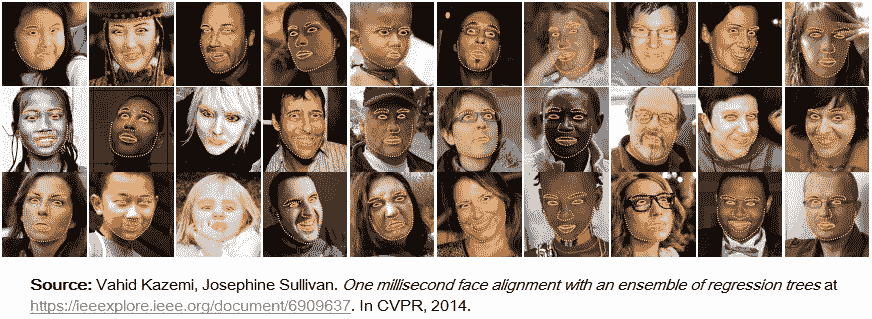 Source: Vahid Kazemi, Josephine Sullivan. One millisecond face alignment with an ensemble of regression trees at
https://ieeexplore.ieee.org/document/6909637. In CVPR, 2014.